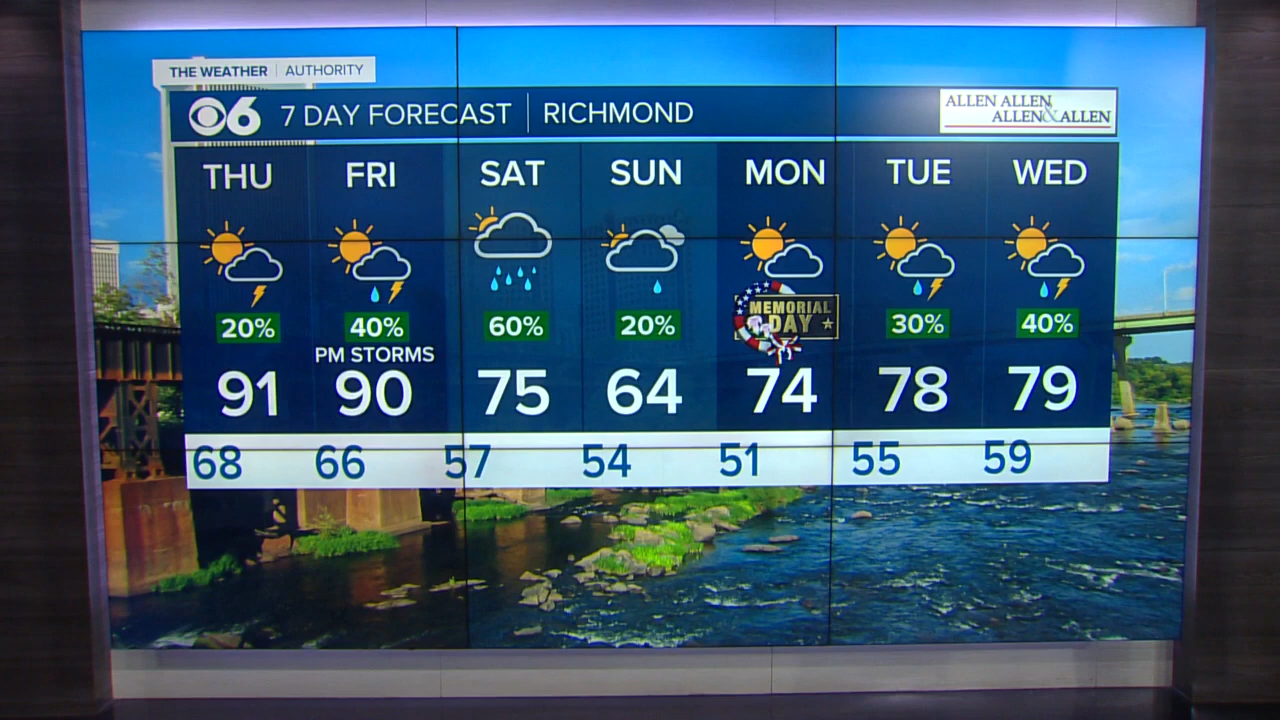 THE WEATHER | AUTHORITY
6 7 DAY FORECAST | RICHMOND
ALLEN ALLEN
ALLEN & ALLEN
THU FRI SAT SUN MON TUE WED
MEMORIAL
DAY
20% 40% 60% 20% 30% 40%
PM STORMS
91 90 75 64 74 78 79
68 66 57 54 51 55 59